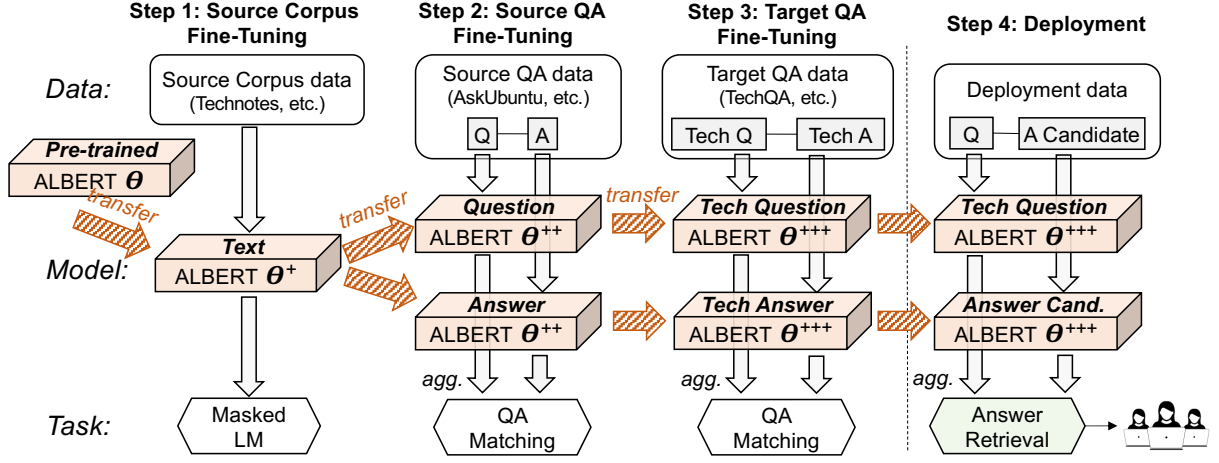 Step 1: Source Corpus
Fine-Tuning
Step 2: Source QA
Fine-Tuning
Step 3: Target QA
Fine-Tuning
Step 4: Deployment
Data:
Source Corpus data
(Technotes, etc.)
Source QA data
(AskUbuntu, etc.)
Q
A
Target QA data
(TechQA, etc.)
Tech Q
Tech A
Deployment data
Q
A Candidate
Pre-trained
ALBERT θ
transfer
Model:
Text
ALBERT θ⁺
transfer
Question
ALBERT θ⁺⁺
transfer
Tech Question
ALBERT θ⁺⁺⁺
Tech Question
ALBERT θ⁺⁺⁺
Answer
ALBERT θ⁺⁺
Tech Answer
ALBERT θ⁺⁺⁺
Answer Cand.
ALBERT θ⁺⁺⁺
agg.
agg.
agg.
Task:
Masked
LM
QA
Matching
QA
Matching
Answer
Retrieval